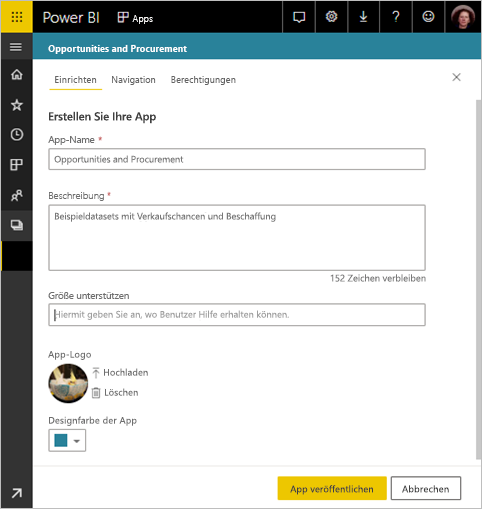 Power BI
Apps
?
Opportunities and Procurement
Einrichten Navigation Berechtigungen
Erstellen Sie Ihre App
App-Name *
Opportunities and Procurement
Beschreibung *
Beispieldatasets mit Verkaufschancen und Beschaffung
152 Zeichen verbleiben
Größe unterstützen
Hiermit geben Sie an, wo Benutzer Hilfe erhalten können.
App-Logo
Hochladen
Löschen
Designfarbe der App
App veröffentlichen Abbrechen